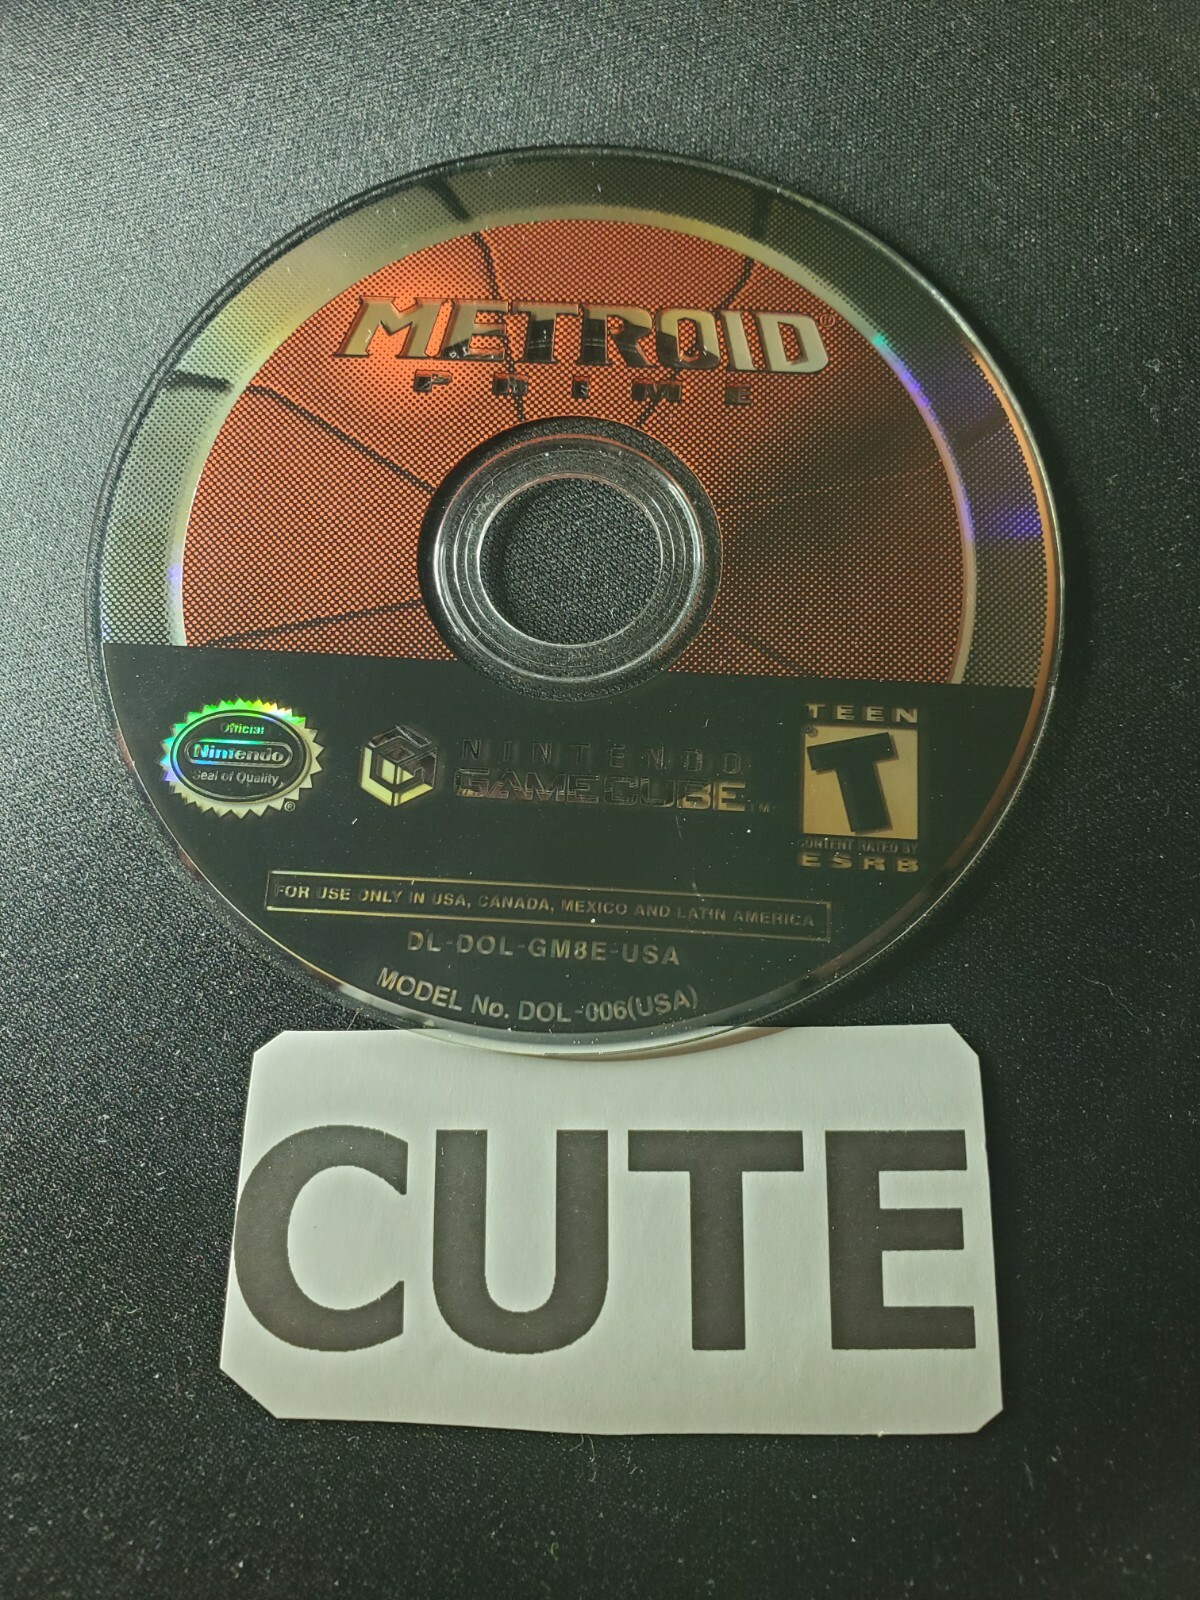 METROID®
PRIME
Official
Nintendo
Seal of Quality
®
NINTENDO
GAMECUBE™
TEEN
T
®
CONTENT RATED BY
ESRB
FOR USE ONLY IN USA, CANADA, MEXICO AND LATIN AMERICA
DL-DOL-GM8E-USA
MODEL No. DOL-006(USA)
CUTE